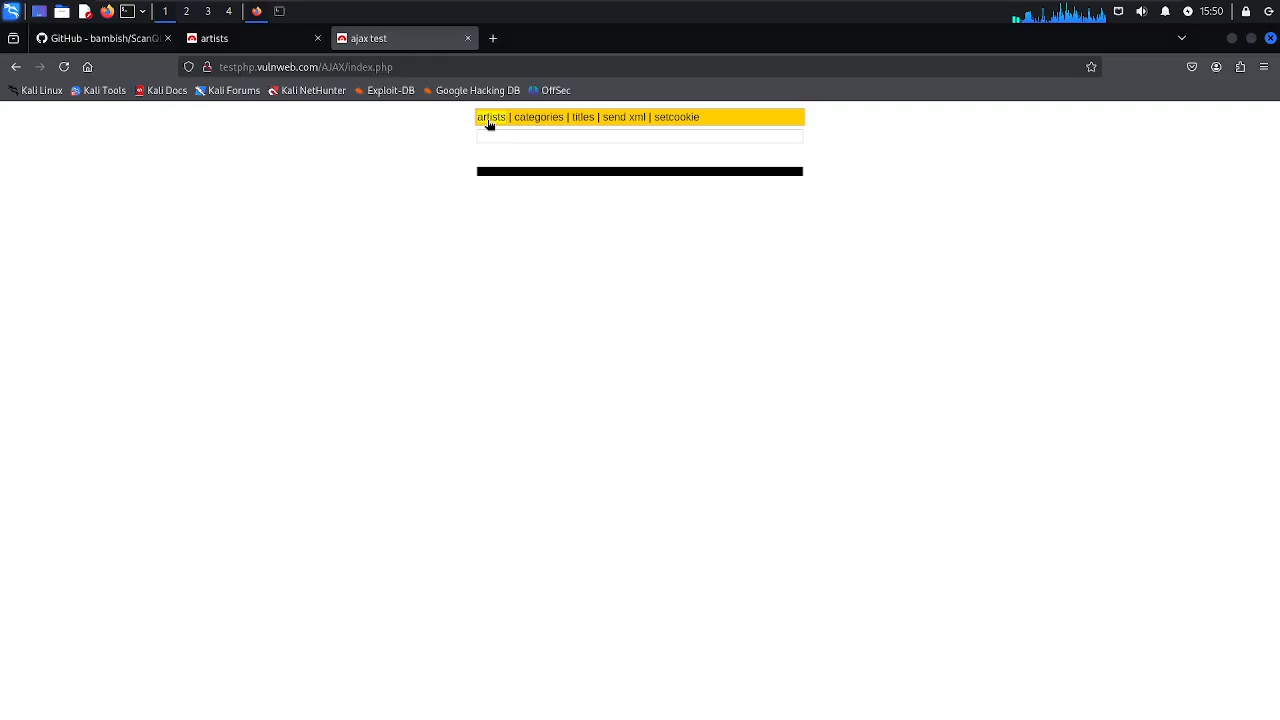 1 2 3 4 15:50
GitHub - bambish/ScanQ artists ajax test
testphp.vulnweb.com/AJAX/index.php
Kali Linux Kali Tools Kali Docs Kali Forums Kali NetHunter Exploit-DB Google Hacking DB OffSec
artists | categories | titles | send xml | setcookie